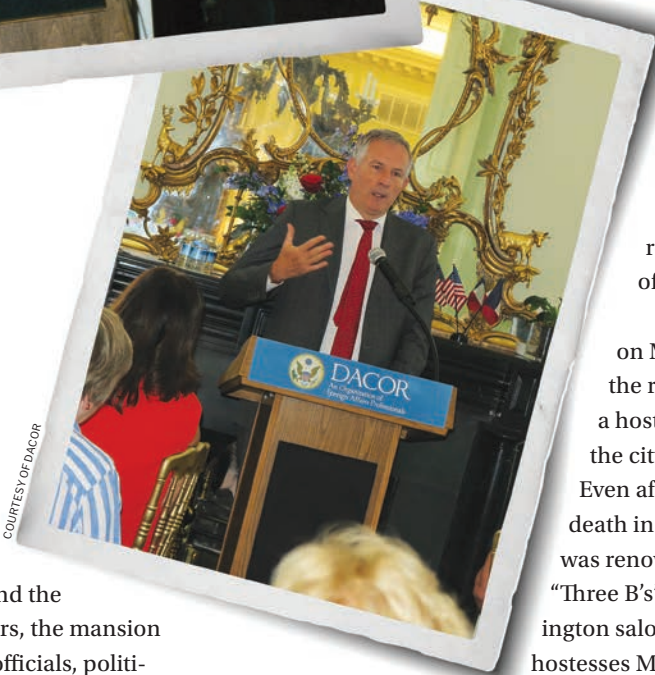 COURTESY OF DACOR
DACOR
An Organization of
Foreign Affairs Professionals
nd the
rs, the mansion
fficials, politi-
r
of
on M
the r
a host
the cit
Even af
death in
was renov
“Three B’s”
ington salo
hostesses M